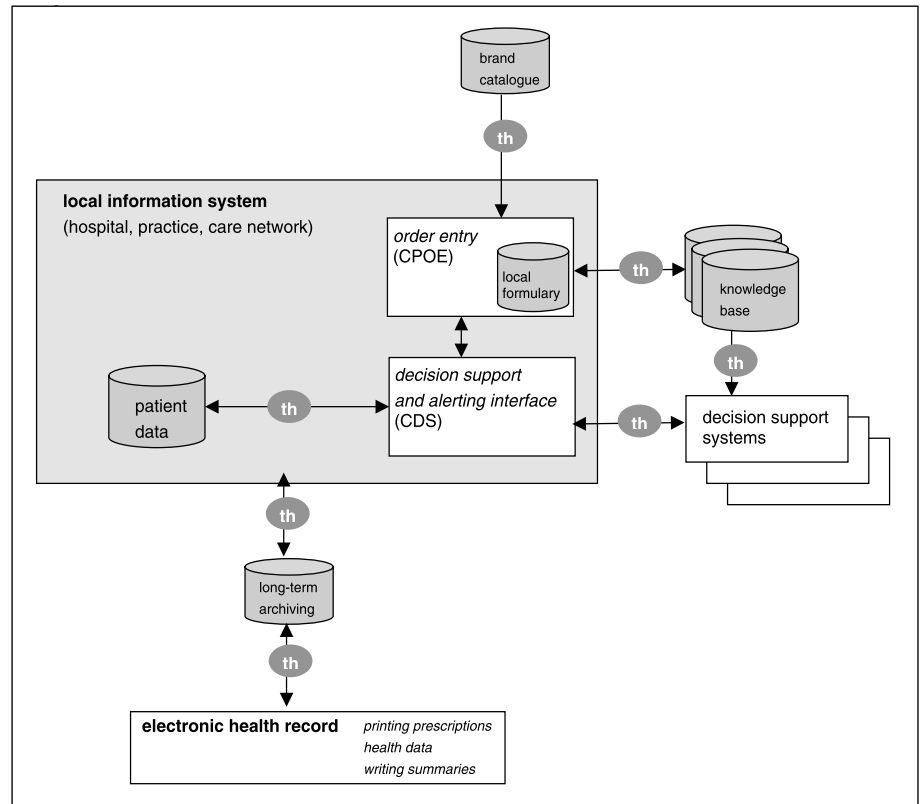 brand
catalogue
th
local information system
(hospital, practice, care network)
order entry
(CPOE)
local
formulary
th
knowledge
base
th
patient
data
th
decision support
and alerting interface
(CDS)
th
decision support
systems
th
long-term
archiving
th
electronic health record
printing prescriptions
health data
writing summaries